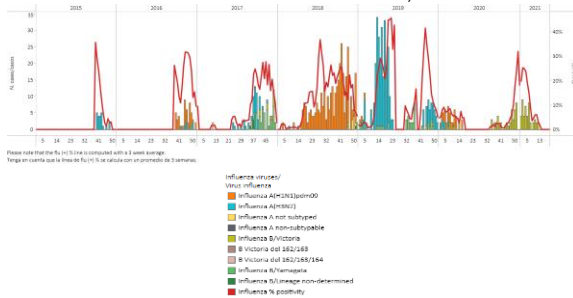 2015 2016 2017 2018 2019 2020 2021
35
30
25
20
15
10
5
0
N. cases/casos
40%
30%
20%
10%
0%
5 14 23 32 41 50 5 14 23 32 41 50 5 13 21 29 37 45 5 14 23 32 41 50 5 14 23 32 41 50 5 14 23 32 41 50 5 13
Please note that the flu (+) % line is computed with a 3 week average.
Tenga en cuenta que la línea de flu (+) % se calcula con un promedio de 3 semanas.
Influenza viruses/
Virus influenza
Influenza A(H1N1)pdm09
Influenza A(H3N2)
Influenza A not subtyped
Influenza A non-subtypable
Influenza B/Victoria
B Victoria del 162/163
B Victoria del 162/163/164
Influenza B/Yamagata
Influenza B/Lineage non-determined
Influenza % positivity